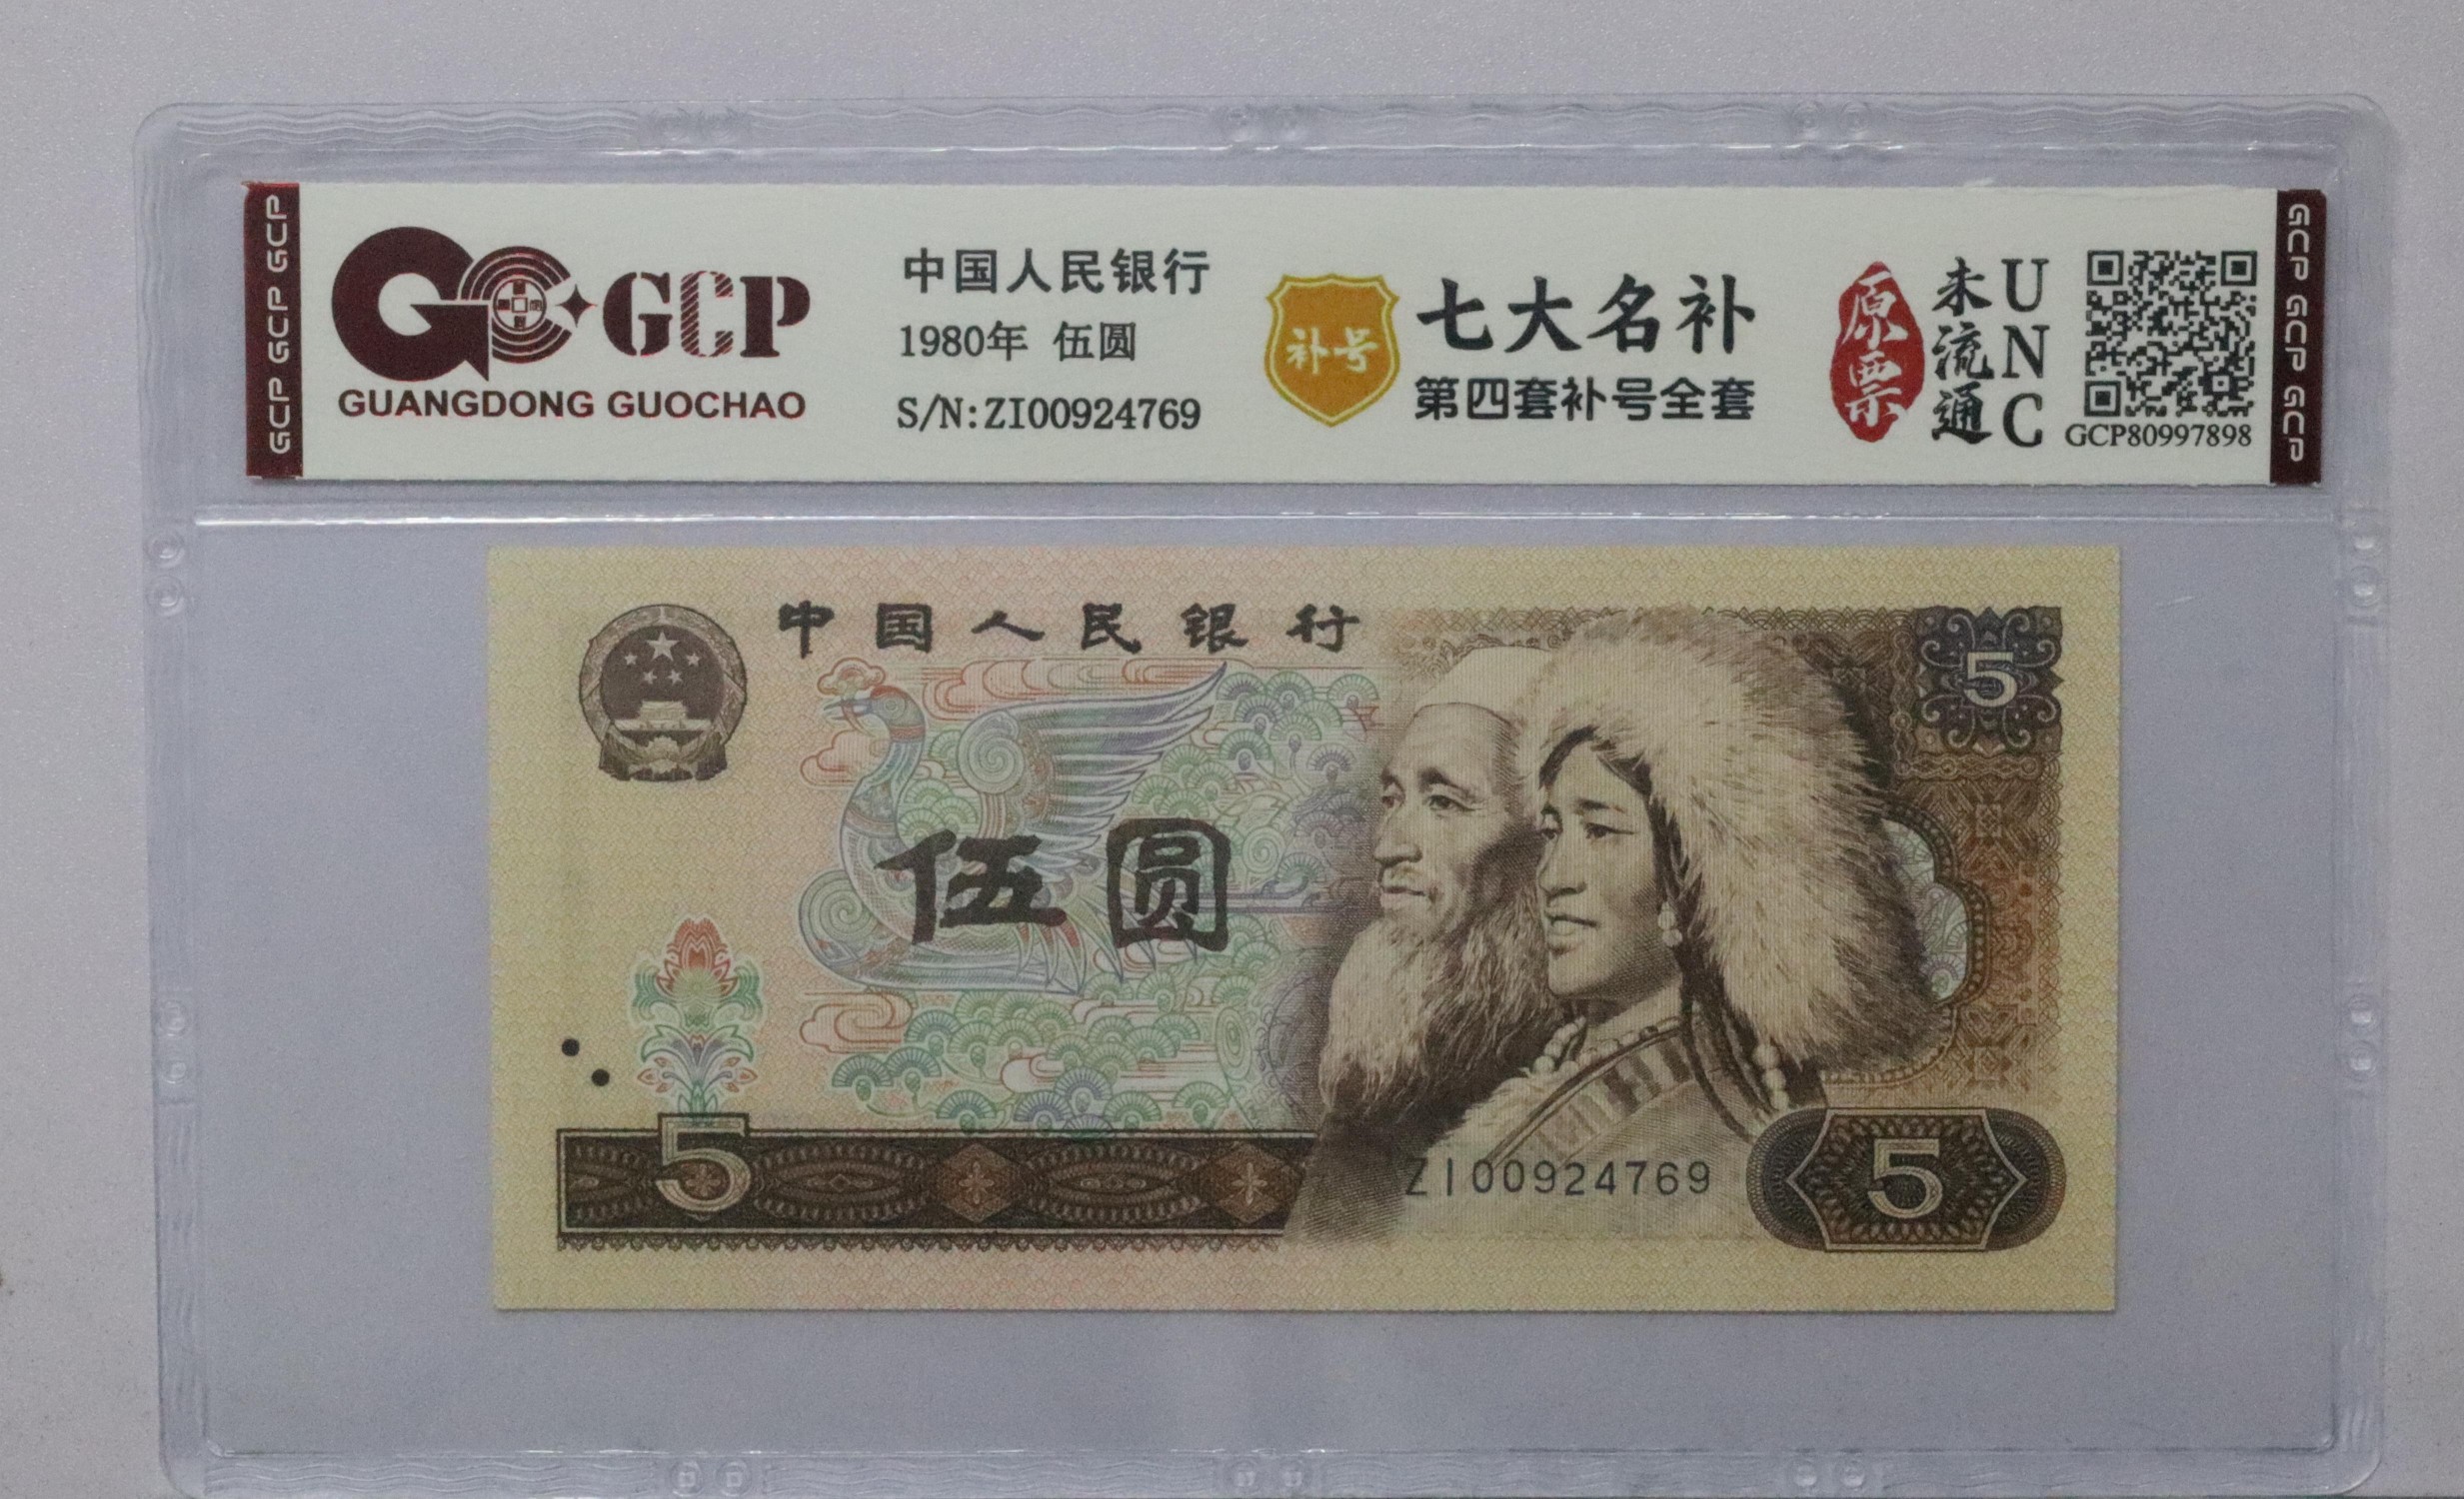 GCP GCP GCP
GCP
GUANGDONG GUOCHAO
中国人民银行
1980年 伍圆
S/N:ZI00924769
补号
七大名补
第四套补号全套
原票
未流通
UNC
GCP80997898
GCP GCP GCP
中国人民银行
5
伍圆
5
ZI00924769
5